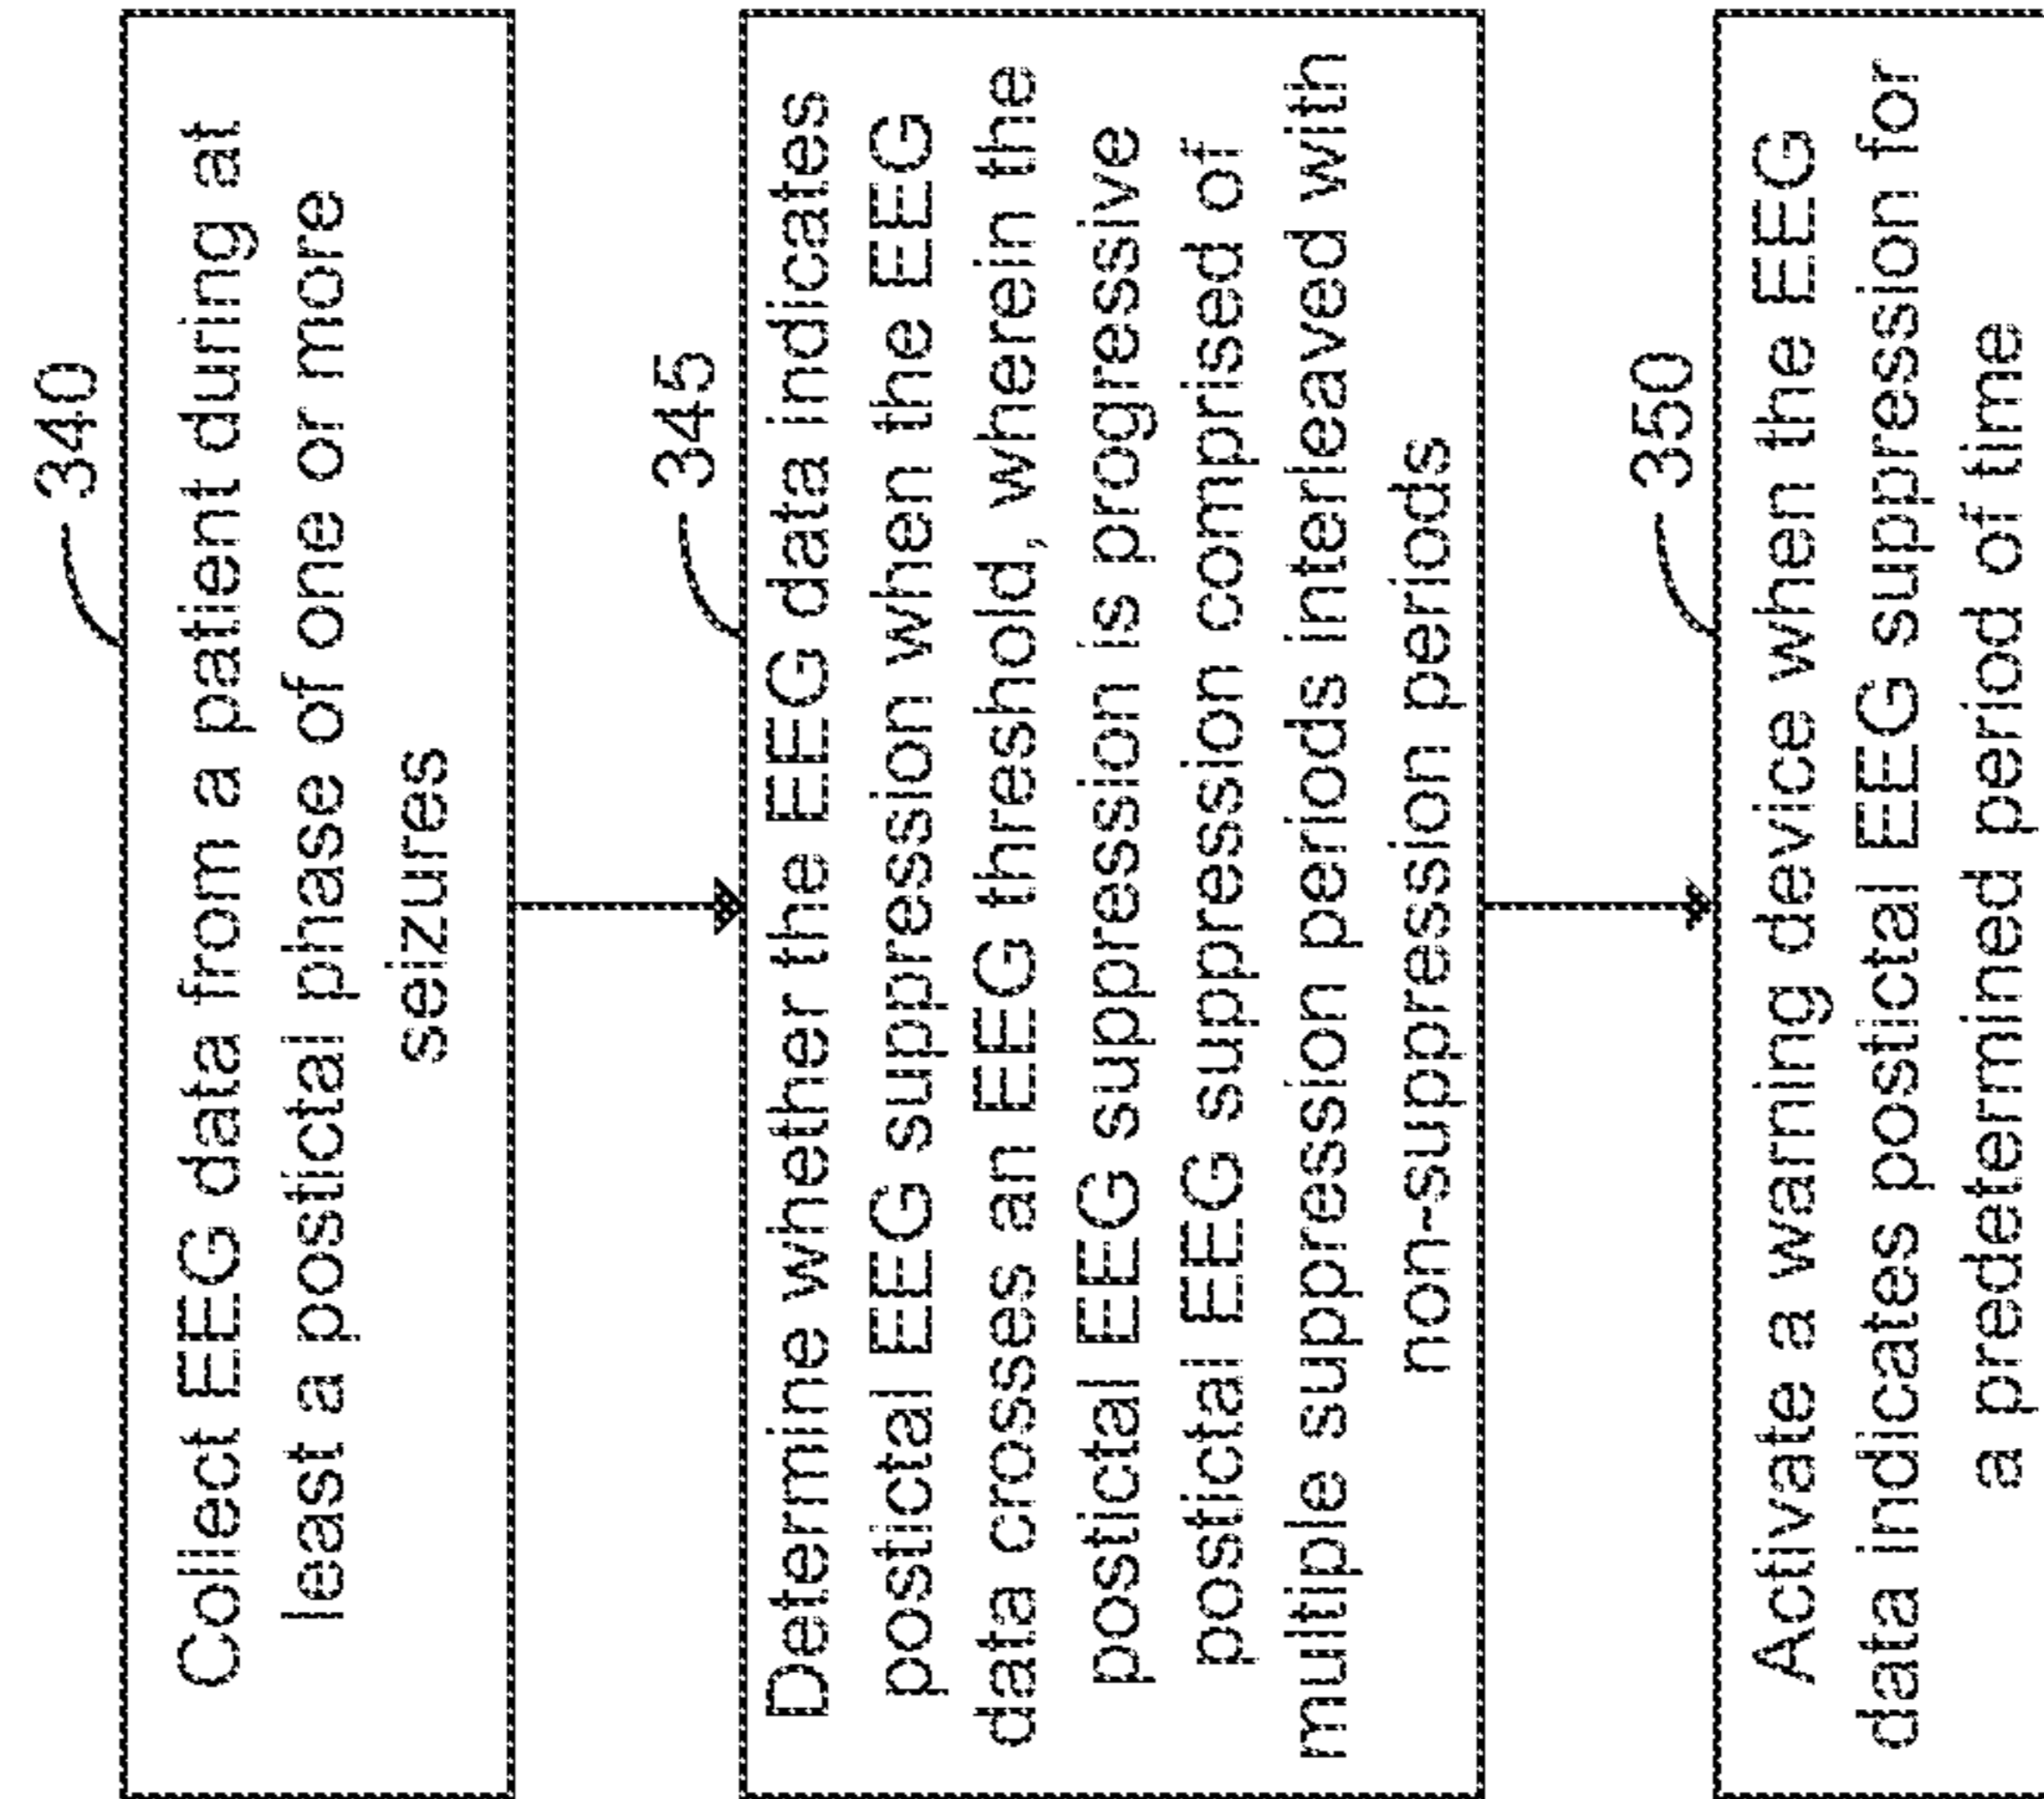 340
Collect EEG data from a patient during at
least a postictal phase of one or more
seizures
345
Determine whether the EEG data indicates
postictal EEG suppression when the EEG
data crosses an EEG threshold, wherein the
postictal EEG suppression is progressive
postictal EEG suppression comprised of
multiple suppression periods interleaved with
non-suppression periods
350
Activate a warning device when the EEG
data indicates postictal EEG suppression for
a predetermined period of time